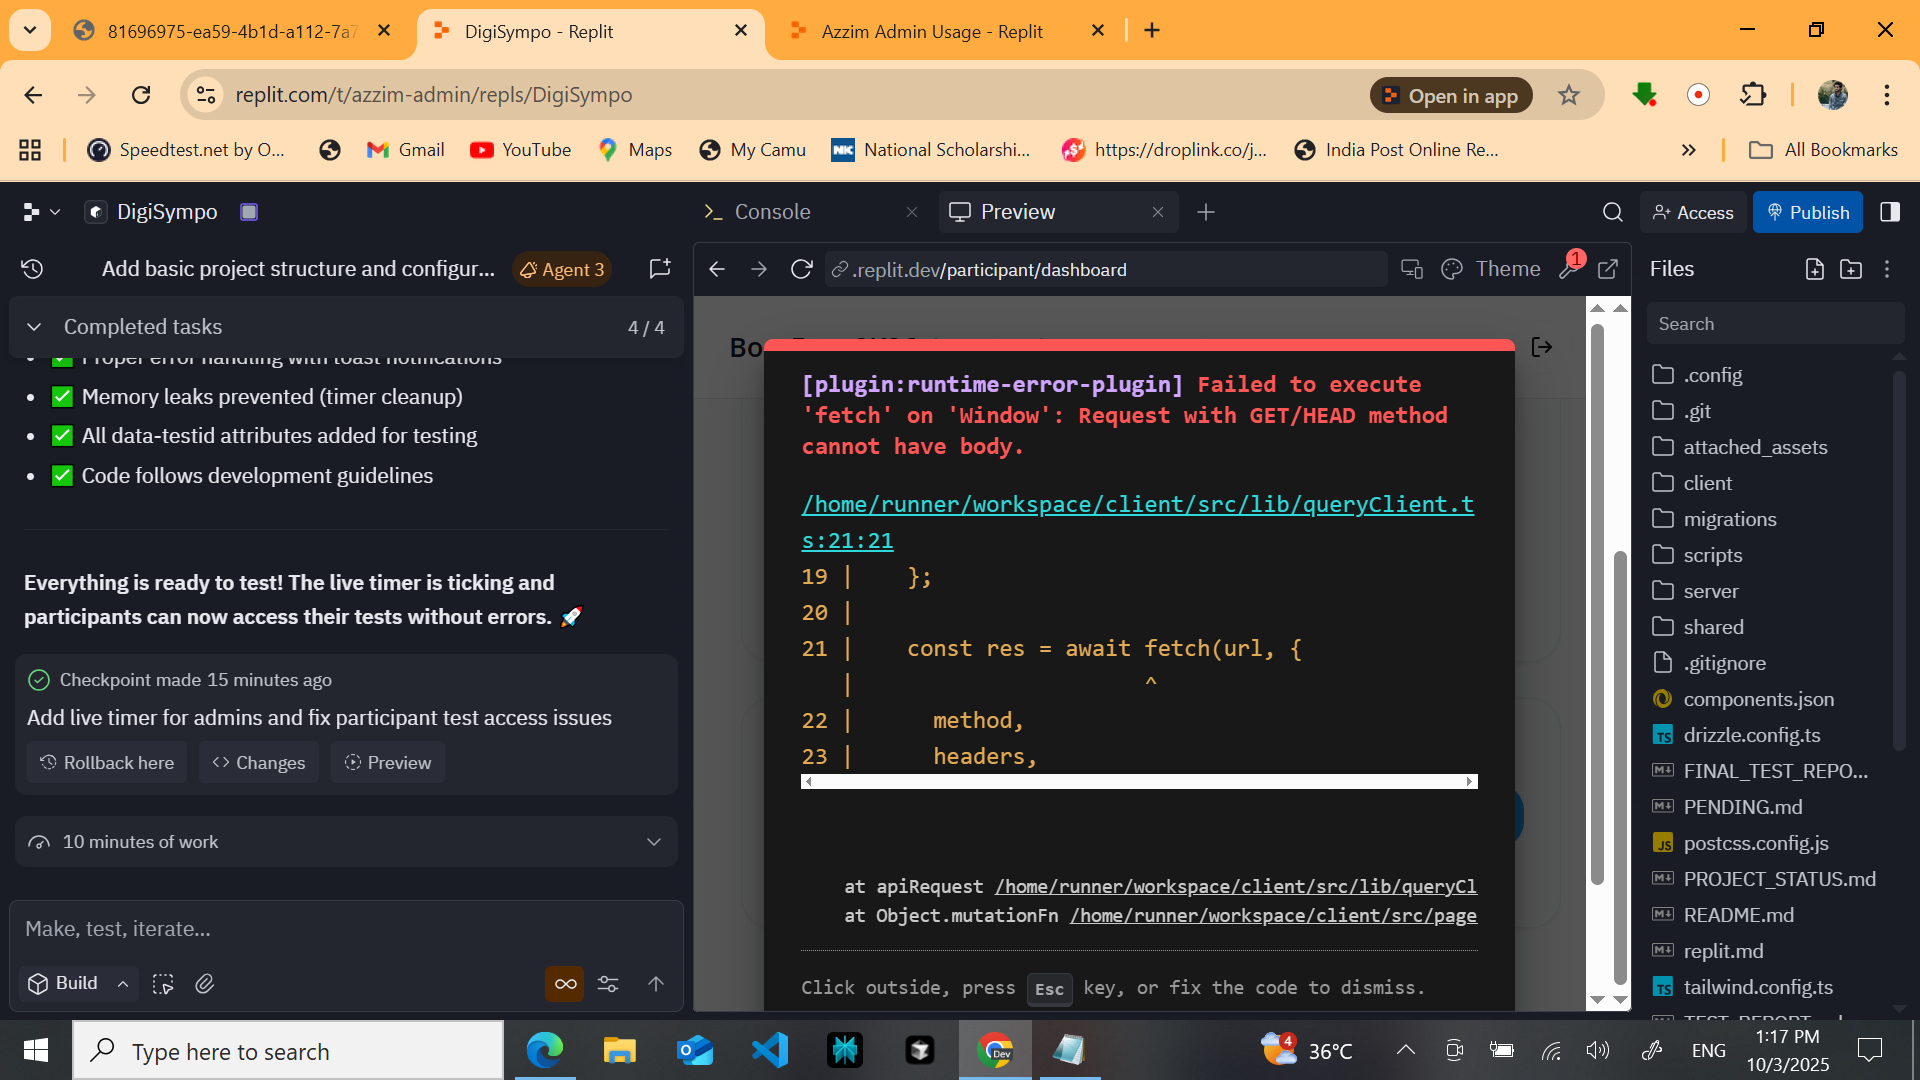 81696975-ea59-4b1d-a112-7a7
DigiSympo - Replit
Azzim Admin Usage - Replit
replit.com/t/azzim-admin/repls/DigiSympo
Open in app
Speedtest.net by O...
Gmail
YouTube
Maps
My Camu
NK
National Scholarshi...
https://droplink.co/j...
India Post Online Re...
All Bookmarks
DigiSympo
Console
Preview
Access
Publish
Add basic project structure and configur...
Agent 3
.replit.dev/participant/dashboard
Theme
1
Files
Completed tasks
4 / 4
Proper error handling with toast notifications
Memory leaks prevented (timer cleanup)
All data-testid attributes added for testing
Code follows development guidelines
Everything is ready to test! The live timer is ticking and
participants can now access their tests without errors. 🚀
Checkpoint made 15 minutes ago
Add live timer for admins and fix participant test access issues
Rollback here
Changes
Preview
10 minutes of work
Make, test, iterate...
Build
Bo
[plugin:runtime-error-plugin] Failed to execute
'fetch' on 'Window': Request with GET/HEAD method
cannot have body.
/home/runner/workspace/client/src/lib/queryClient.t
s:21:21
19 |    };
20 |
21 |    const res = await fetch(url, {
|                      ^
22 |      method,
23 |      headers,
at apiRequest /home/runner/workspace/client/src/lib/queryCl
at Object.mutationFn /home/runner/workspace/client/src/page
Click outside, press Esc key, or fix the code to dismiss.
Search
.config
.git
attached_assets
client
migrations
scripts
server
shared
.gitignore
components.json
TS drizzle.config.ts
FINAL_TEST_REPO...
PENDING.md
JS postcss.config.js
PROJECT_STATUS.md
README.md
replit.md
TS tailwind.config.ts
Type here to search
Dev
4
36°C
ENG
1:17 PM
10/3/2025